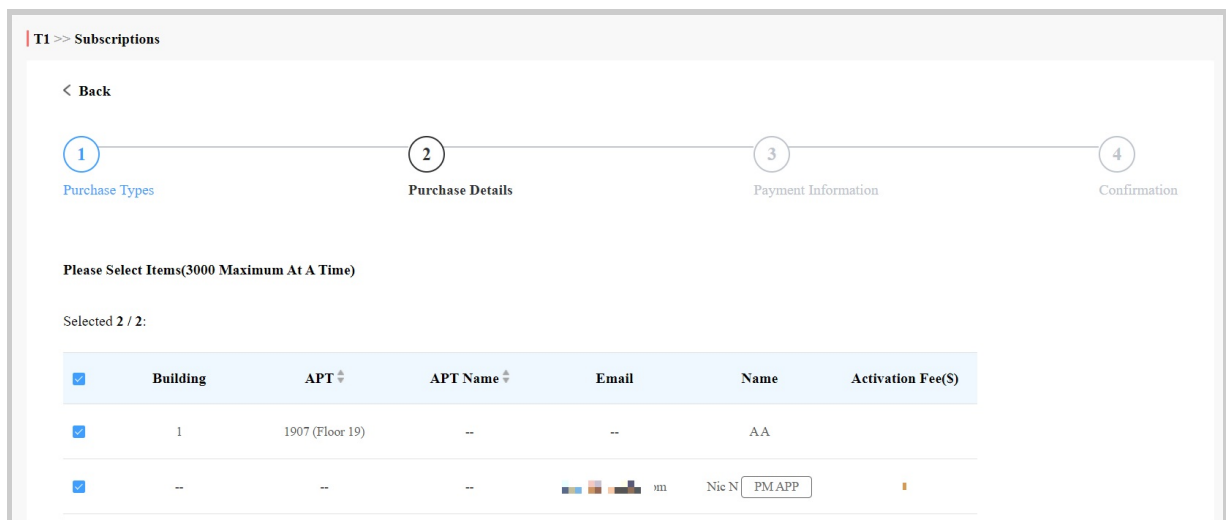 T1 >> Subscriptions
< Back
1 2 3 4
Purchase Types Purchase Details Payment Information Confirmation
Please Select Items(3000 Maximum At A Time)
Selected 2 / 2:
Building APT APT Name Email Name Activation Fee($)
1 1907 (Floor 19) -- -- A A
-- -- -- om Nic N PM APP